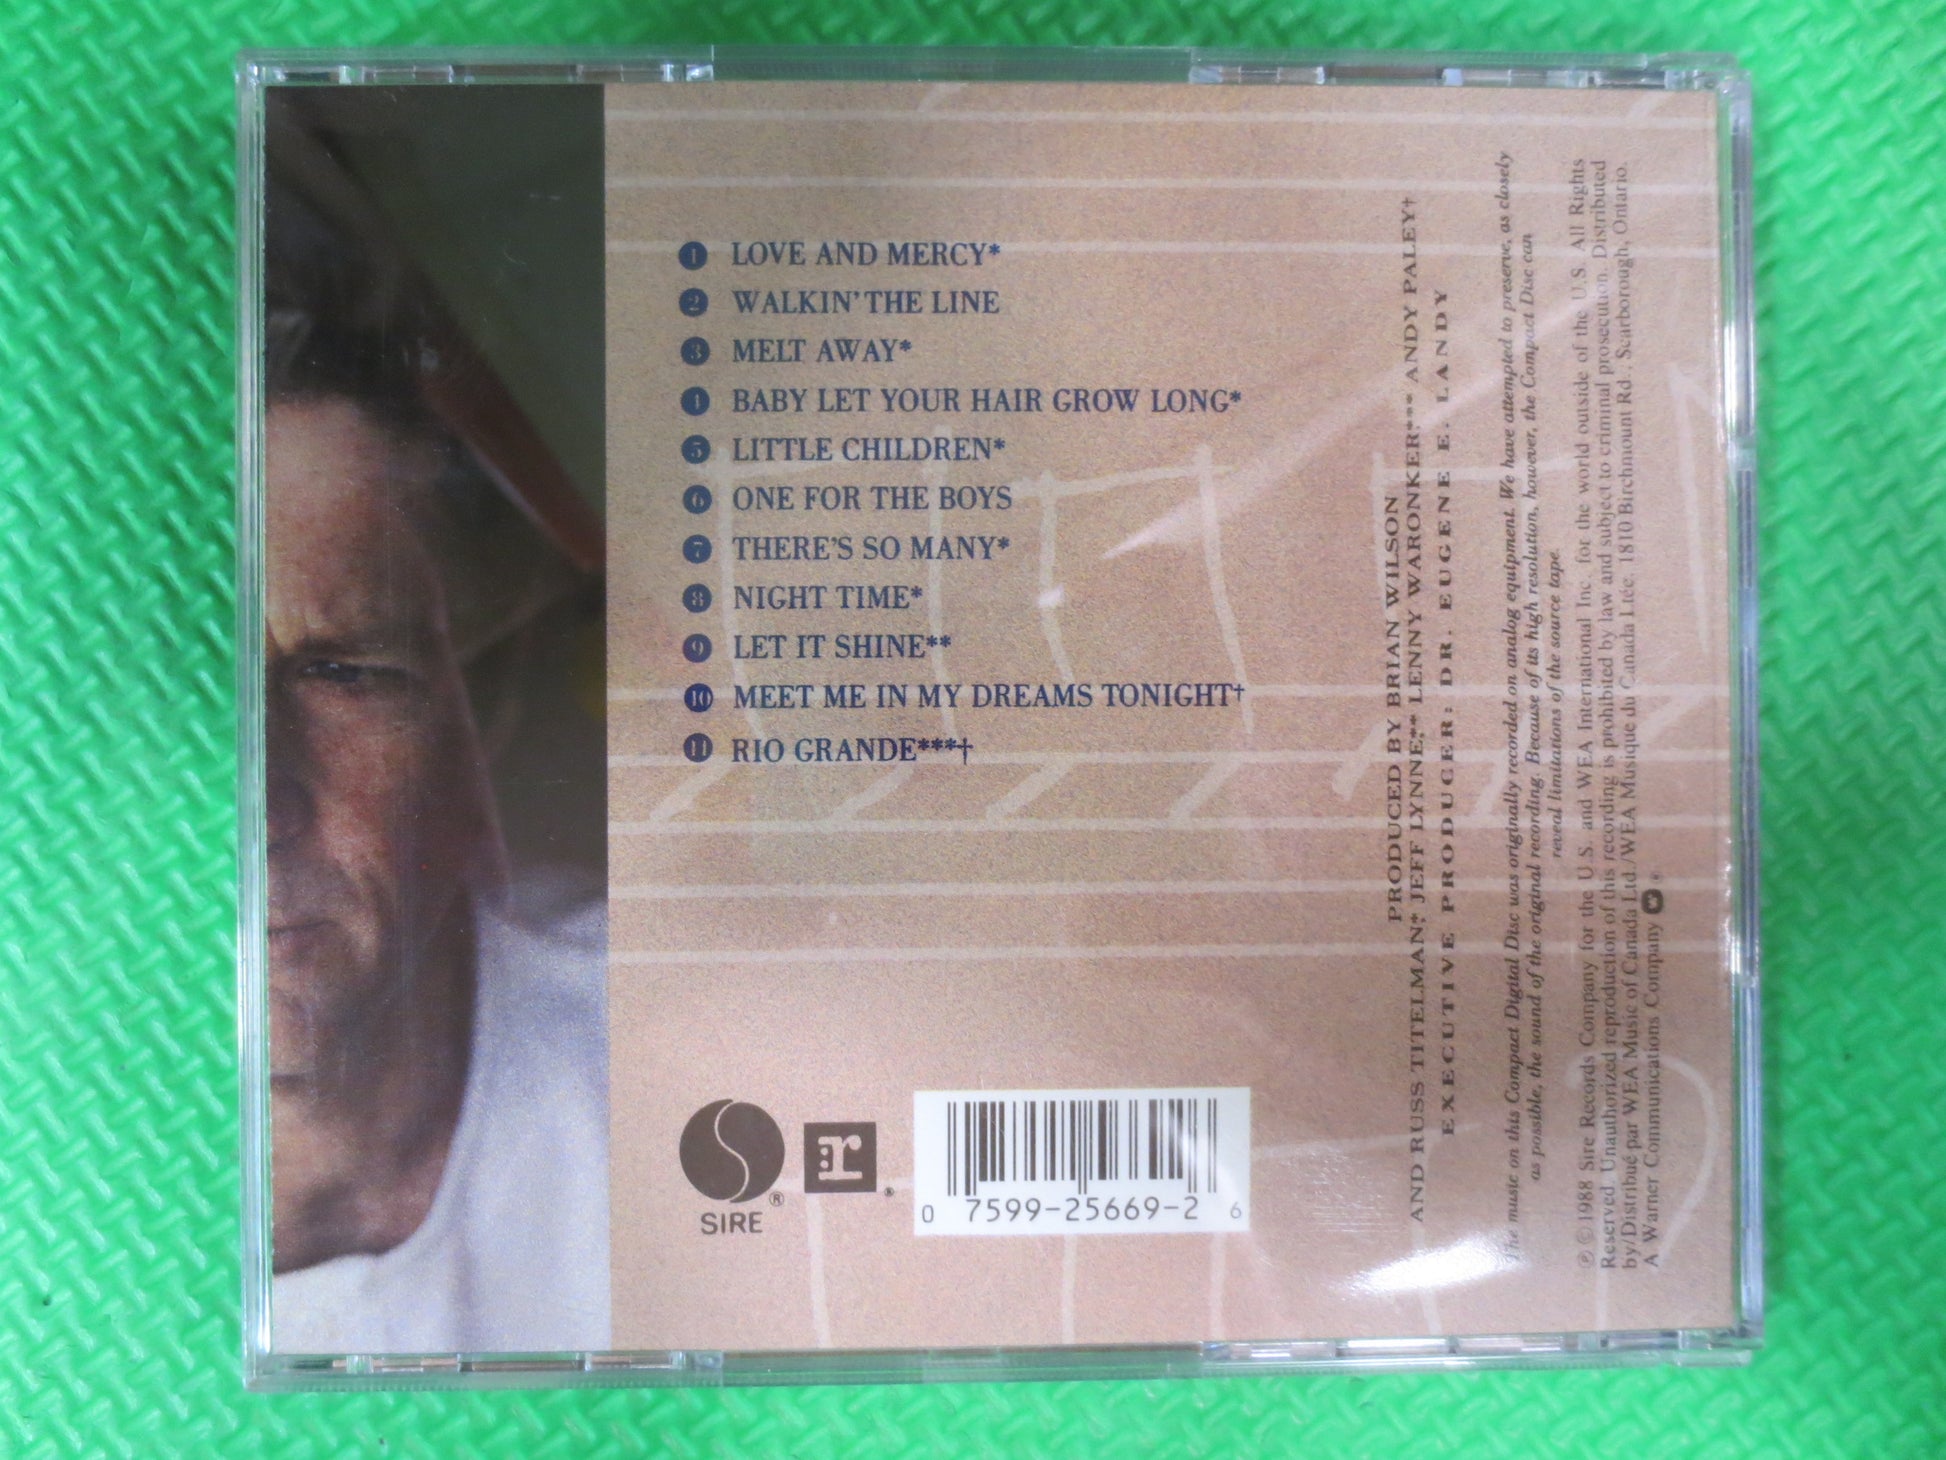 1 LOVE AND MERCY*
2 WALKIN' THE LINE
3 MELT AWAY*
4 BABY LET YOUR HAIR GROW LONG*
5 LITTLE CHILDREN*
6 ONE FOR THE BOYS
7 THERE'S SO MANY*
8 NIGHT TIME*
9 LET IT SHINE**
10 MEET ME IN MY DREAMS TONIGHT†
11 RIO GRANDE***†
PRODUCED BY BRIAN WILSON
AND RUSS TITELMAN,* JEFF LYNNE,** LENNY WARONKER*** ANDY PALEY†
EXECUTIVE PRODUCER: DR. EUGENE E. LANDY
The music on this Compact Digital Disc was originally recorded on analog equipment. We have attempted to preserve, as closely
as possible, the sound of the original recording. Because of its high resolution, however, the Compact Disc can
reveal limitations of the source tape.
℗©1988 Sire Records Company for the U.S. and WEA International Inc. for the world outside of the U.S. All Rights
Reserved. Unauthorized reproduction of this recording is prohibited by law and subject to criminal prosecution. Distributed
by/Distribué par WEA Music of Canada Ltd./WEA Musique du Canada Ltée. 1810 Birchmount Rd., Scarborough, Ontario.
A Warner Communications Company ®
SIRE ®
r ®
0 7599-25669-2 6